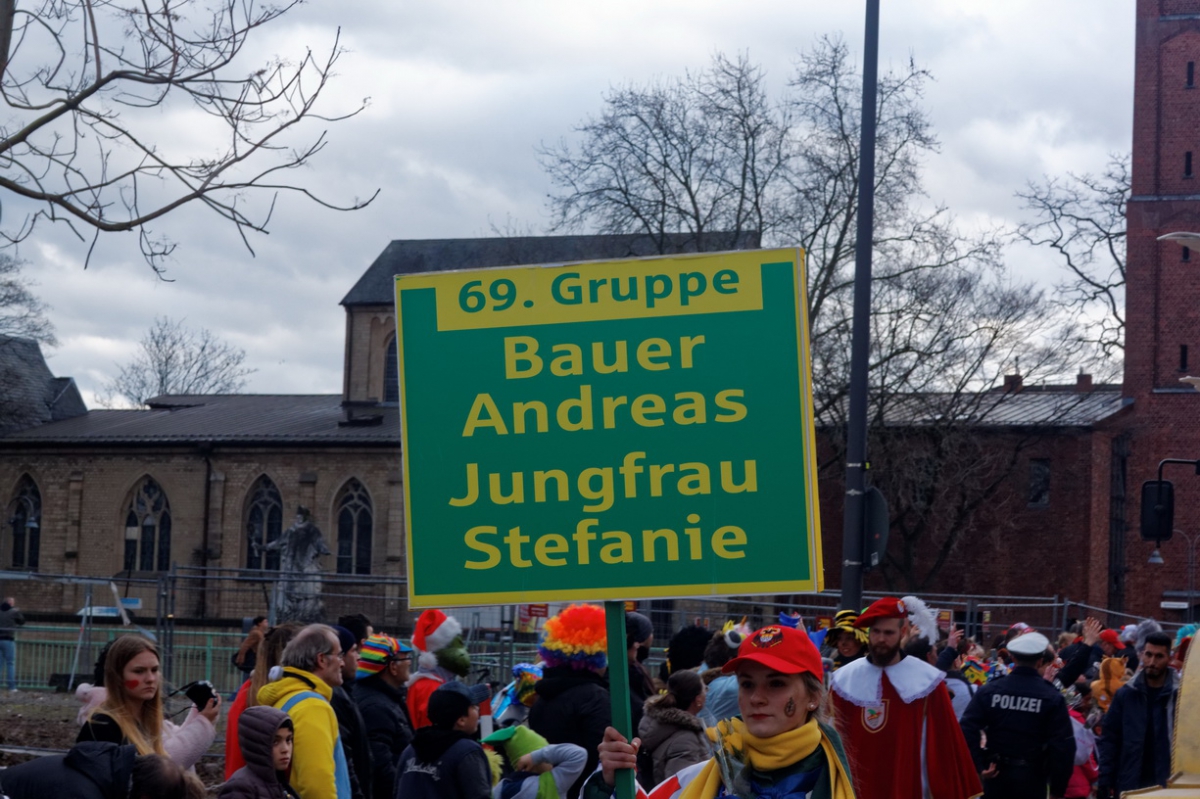 69. Gruppe
Bauer
Andreas
Jungfrau
Stefanie
POLIZEI